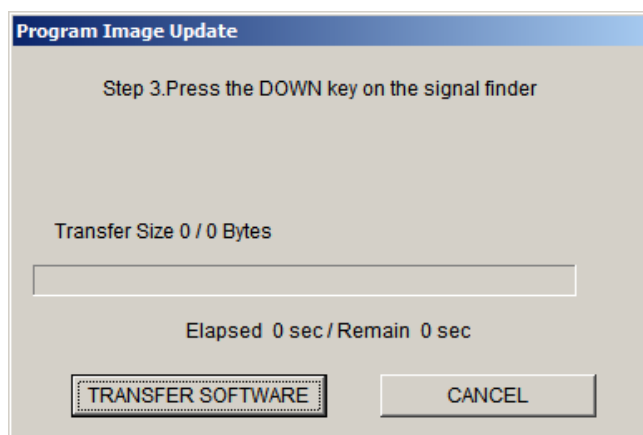 Program Image Update
Step 3.Press the DOWN key on the signal finder
Transfer Size 0 / 0 Bytes
Elapsed 0 sec / Remain 0 sec
TRANSFER SOFTWARE
CANCEL